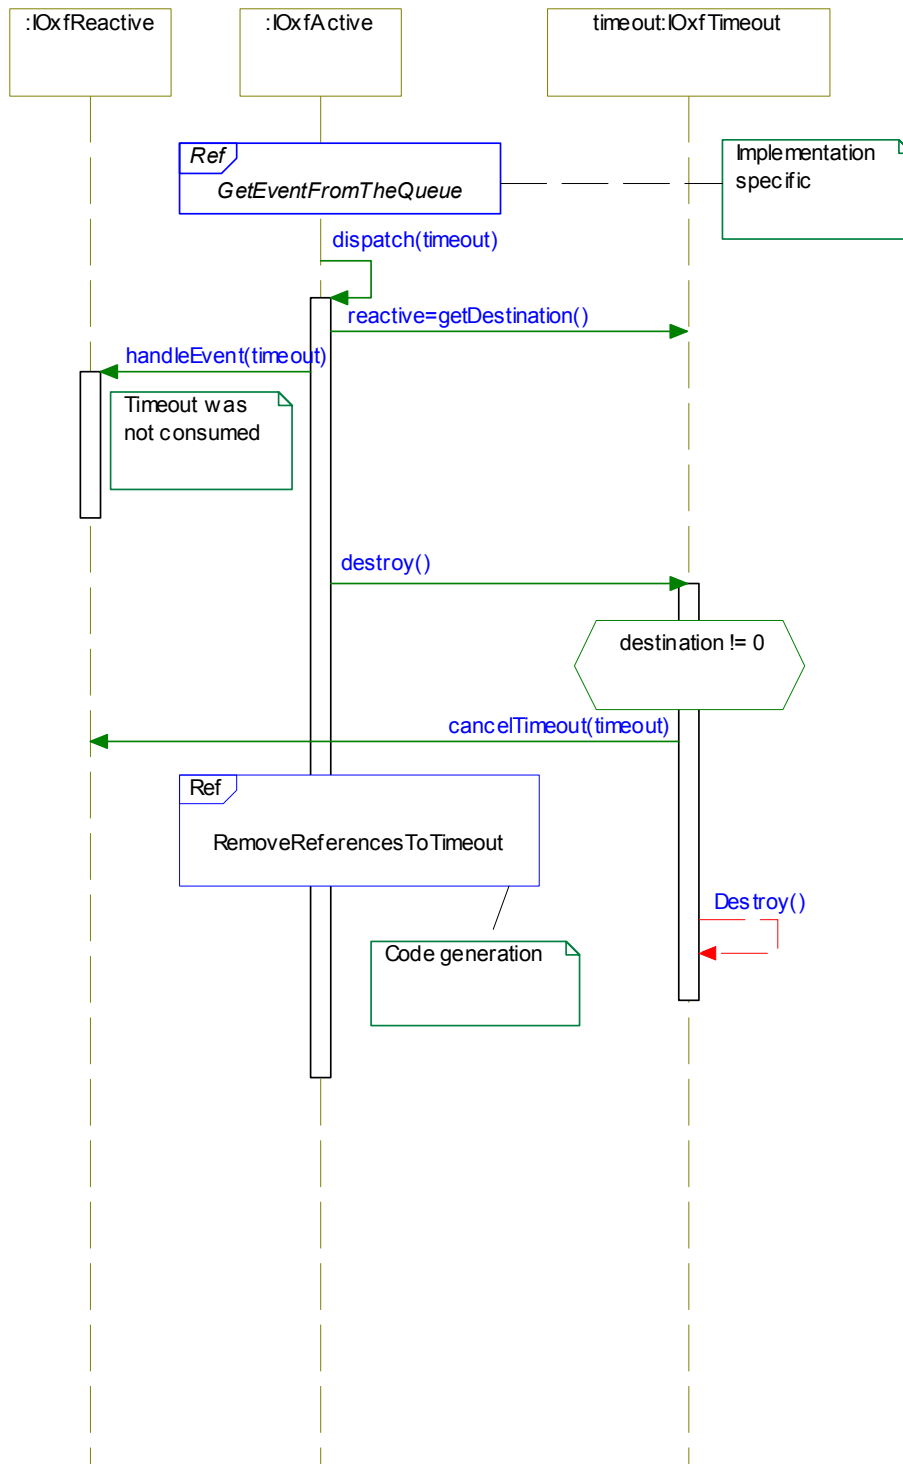 :IOxfReactive
:IOxfActive
timeout:IOxfTimeout
Ref
GetEventFromTheQueue
Implementation
specific
dispatch(timeout)
reactive=getDestination()
handleEvent(timeout)
Timeout was
not consumed
destroy()
destination != 0
cancelTimeout(timeout)
Ref
RemoveReferencesToTimeout
Destroy()
Code generation